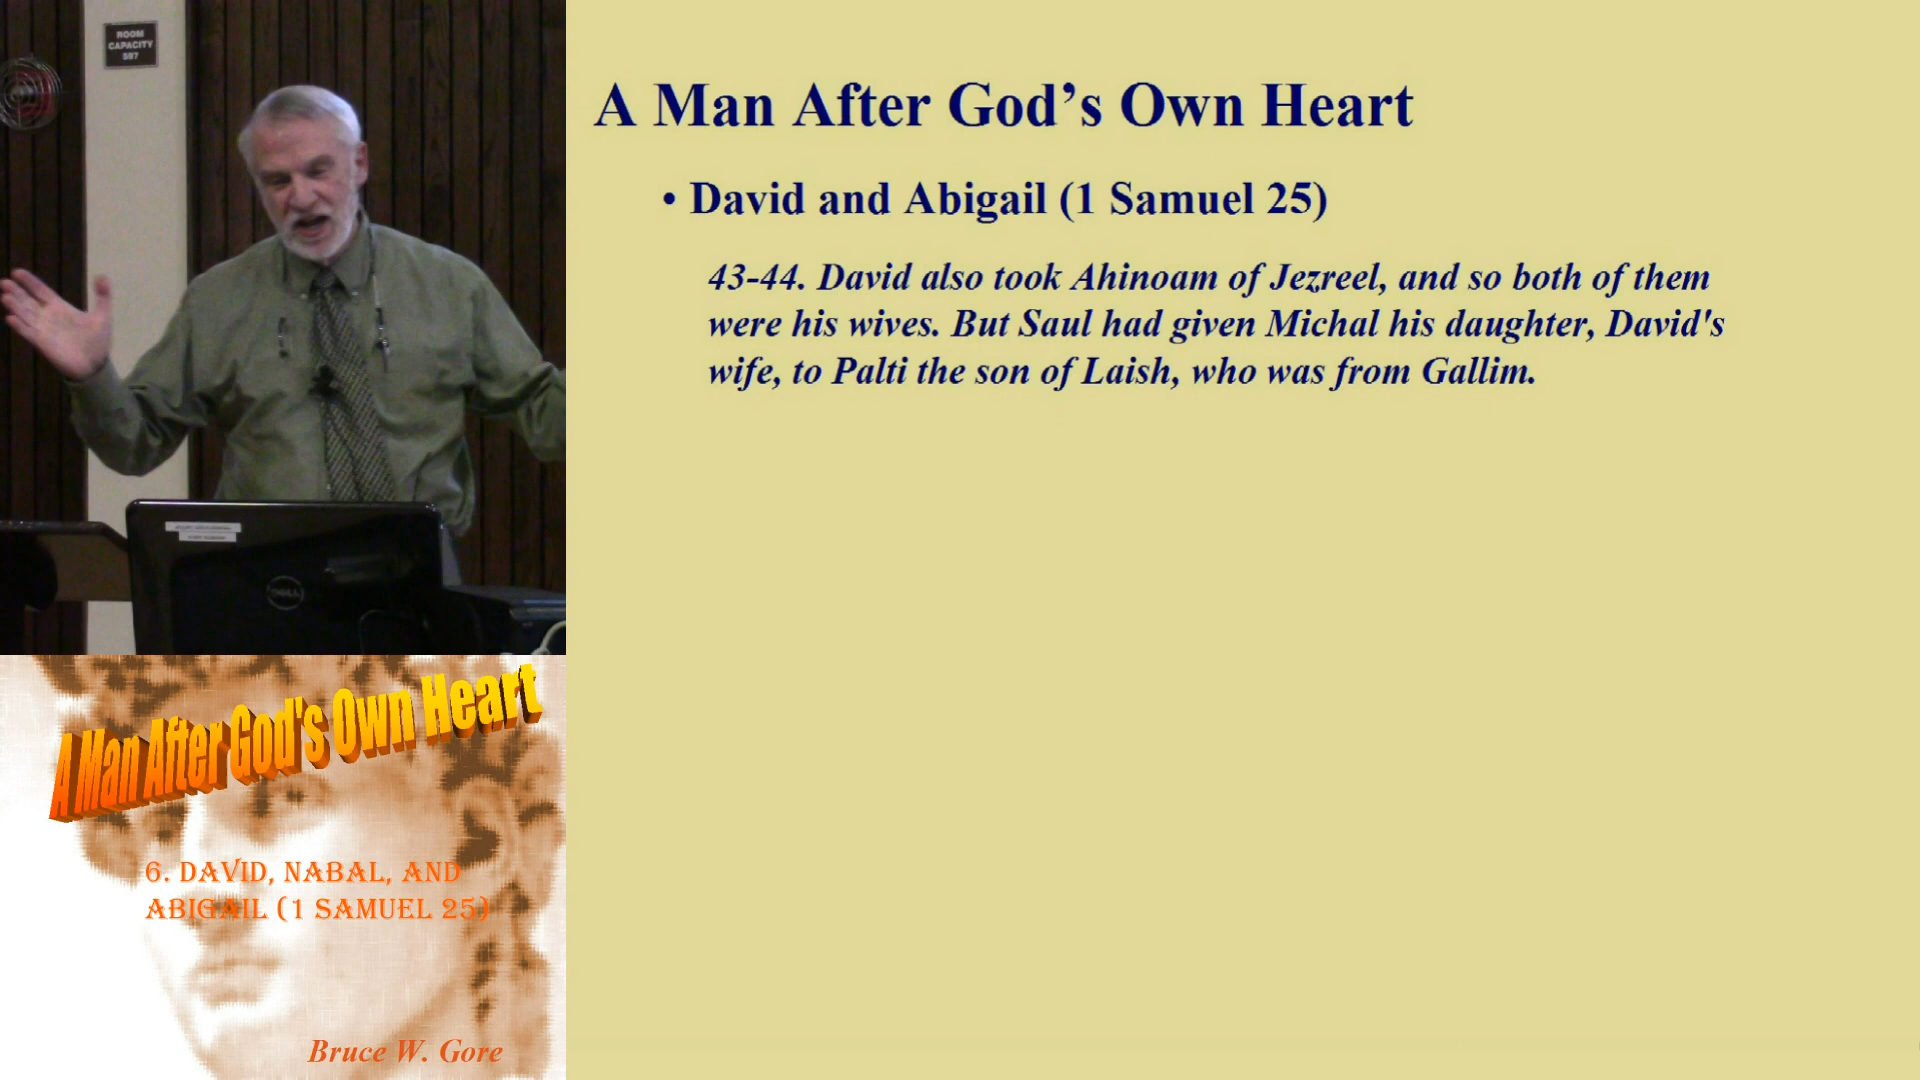 ROOM
CAPACITY
597
A Man After God’s Own Heart
• David and Abigail (1 Samuel 25)
43-44. David also took Ahinoam of Jezreel, and so both of them
were his wives. But Saul had given Michal his daughter, David's
wife, to Palti the son of Laish, who was from Gallim.
DELL
A Man After God's Own Heart
6. David, Nabal, and
Abigail (1 Samuel 25)
Bruce W. Gore